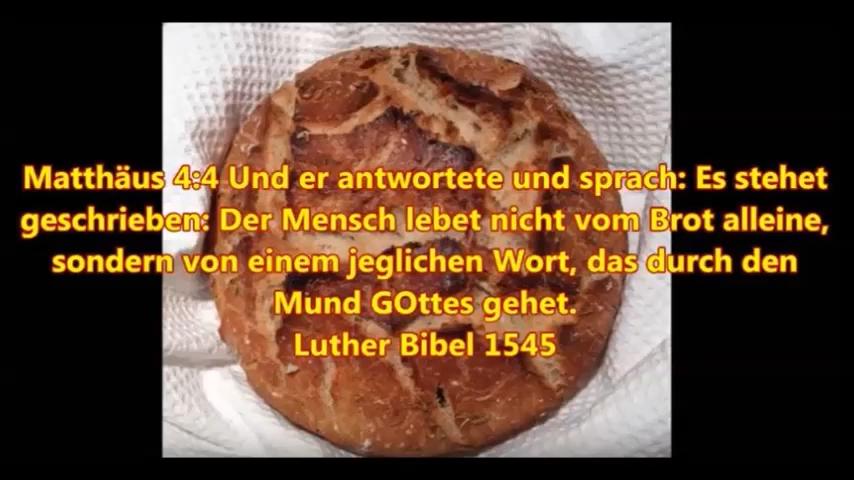 Matthäus 4:4 Und er antwortete und sprach: Es stehet
geschrieben: Der Mensch lebet nicht vom Brot alleine,
sondern von einem jeglichen Wort, das durch den
Mund GOttes gehet.
Luther Bibel 1545